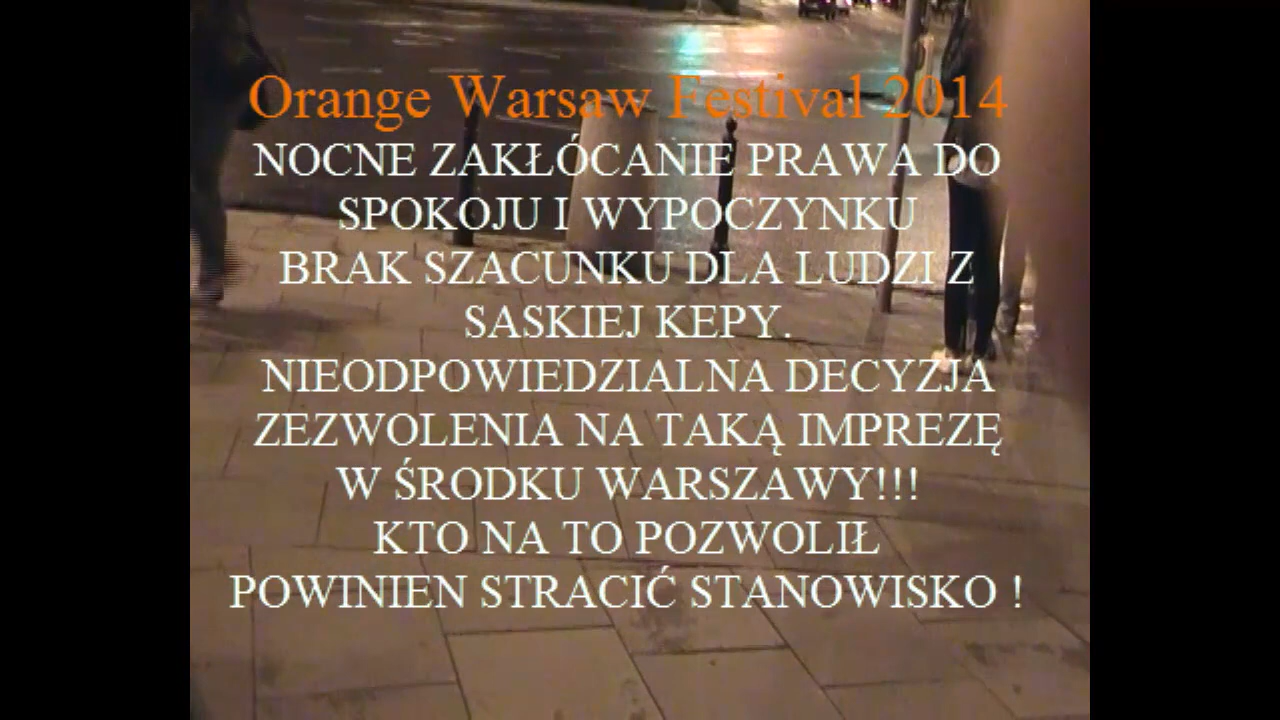 Orange Warsaw Festival 2014
NOCNE ZAKŁÓCANIE PRAWA DO
SPOKOJU I WYPOCZYNKU
BRAK SZACUNKU DLA LUDZI Z
SASKIEJ KEPY.
NIEODPOWIEDZIALNA DECYZJA
ZEZWOLENIA NA TAKĄ IMPREZĘ
W ŚRODKU WARSZAWY!!!
KTO NA TO POZWOLIŁ
POWINIEN STRACIĆ STANOWISKO !